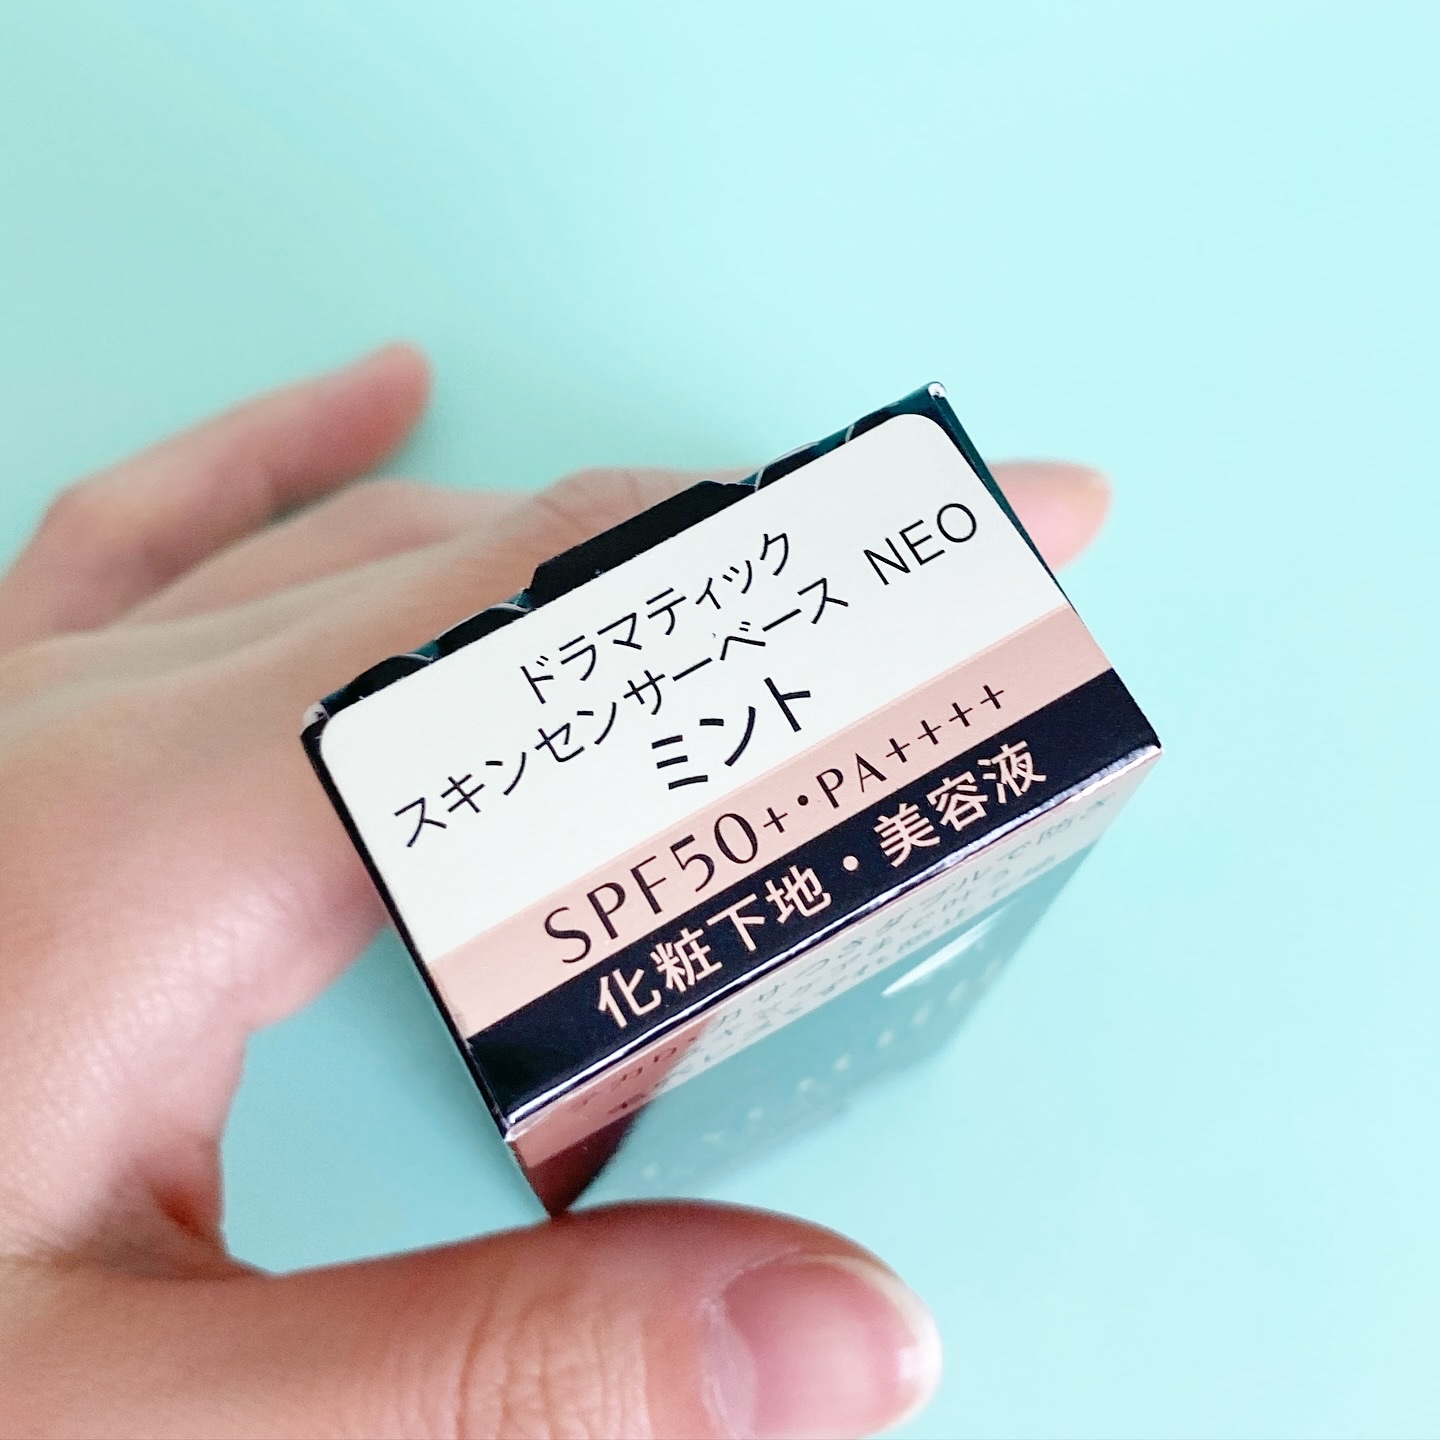 ドラマティック
スキンセンサーベース NEO
ミント
SPF50+・PA++++
化粧下地・美容液